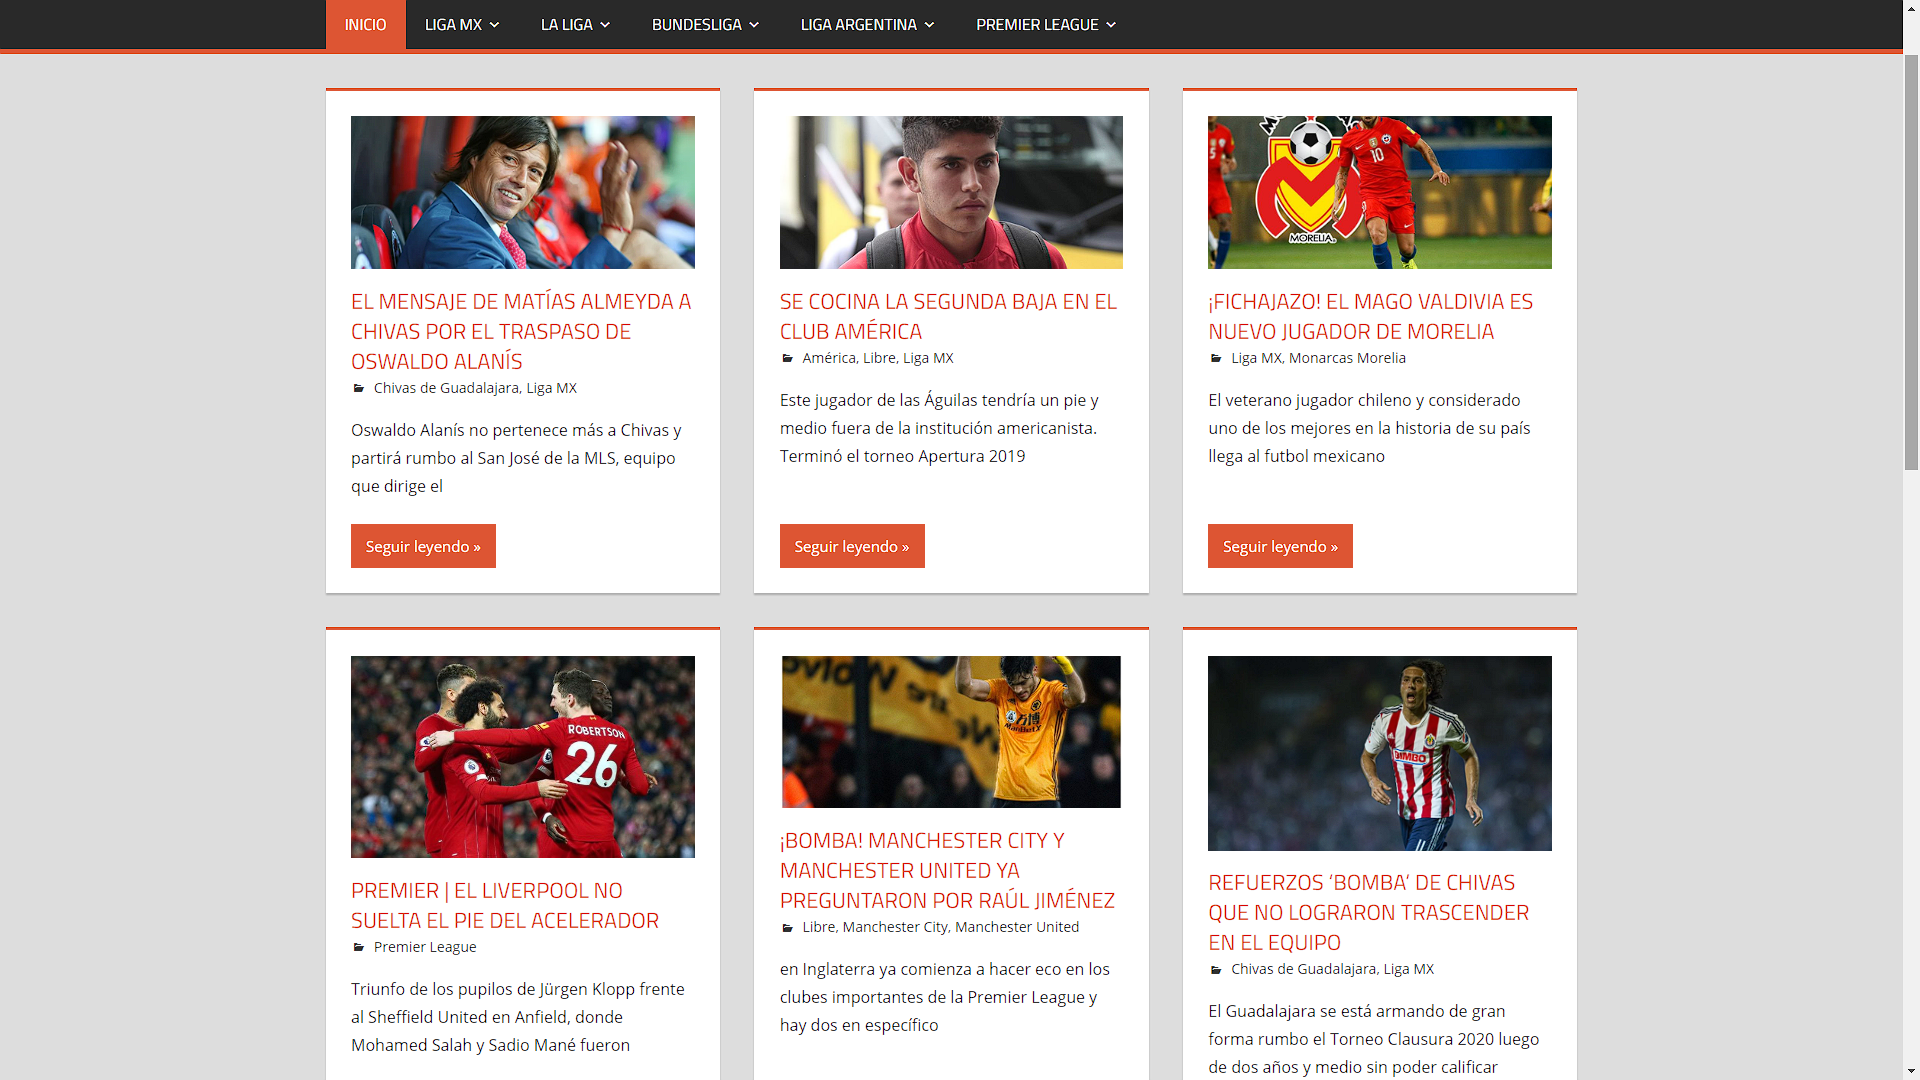 INICIO LIGA MX LA LIGA BUNDESLIGA LIGA ARGENTINA PREMIER LEAGUE
MORELIA
10
EL MENSAJE DE MATÍAS ALMEYDA A
CHIVAS POR EL TRASPASO DE
OSWALDO ALANÍS
Chivas de Guadalajara, Liga MX
Oswaldo Alanís no pertenece más a Chivas y
partirá rumbo al San José de la MLS, equipo
que dirige el
Seguir leyendo »
SE COCINA LA SEGUNDA BAJA EN EL
CLUB AMÉRICA
América, Libre, Liga MX
Este jugador de las Águilas tendría un pie y
medio fuera de la institución americanista.
Terminó el torneo Apertura 2019
Seguir leyendo »
¡FICHAJAZO! EL MAGO VALDIVIA ES
NUEVO JUGADOR DE MORELIA
Liga MX, Monarcas Morelia
El veterano jugador chileno y considerado
uno de los mejores en la historia de su país
llega al futbol mexicano
Seguir leyendo »
ROBERTSON
26
PREMIER | EL LIVERPOOL NO
SUELTA EL PIE DEL ACELERADOR
Premier League
Triunfo de los pupilos de Jürgen Klopp frente
al Sheffield United en Anfield, donde
Mohamed Salah y Sadio Mané fueron
¡BOMBA! MANCHESTER CITY Y
MANCHESTER UNITED YA
PREGUNTARON POR RAÚL JIMÉNEZ
Libre, Manchester City, Manchester United
en Inglaterra ya comienza a hacer eco en los
clubes importantes de la Premier League y
hay dos en específico
BIMBO
11
REFUERZOS ‘BOMBA’ DE CHIVAS
QUE NO LOGRARON TRASCENDER
EN EL EQUIPO
Chivas de Guadalajara, Liga MX
El Guadalajara se está armando de gran
forma rumbo el Torneo Clausura 2020 luego
de dos años y medio sin poder calificar